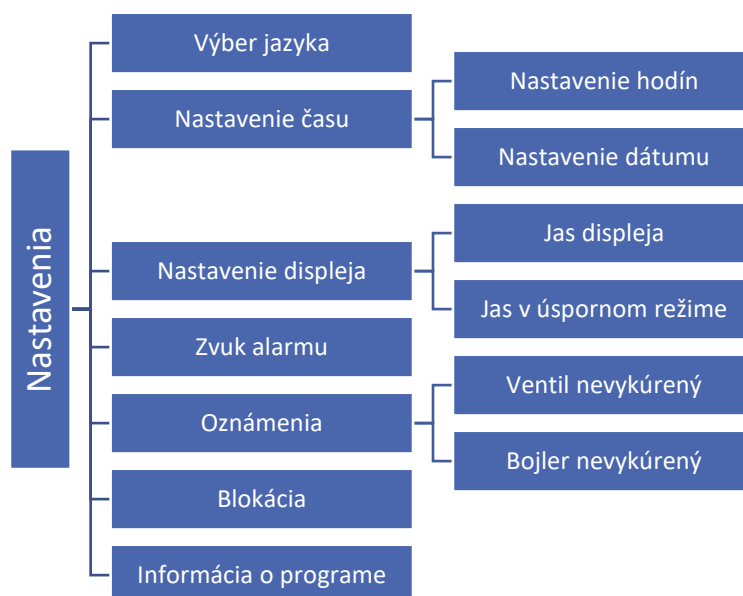 Nastavenia
Výber jazyka
Nastavenie času
Nastavenie hodín
Nastavenie dátumu
Nastavenie displeja
Jas displeja
Jas v úspornom režime
Zvuk alarmu
Oznámenia
Ventil nevykúrený
Bojler nevykúrený
Blokácia
Informácia o programe